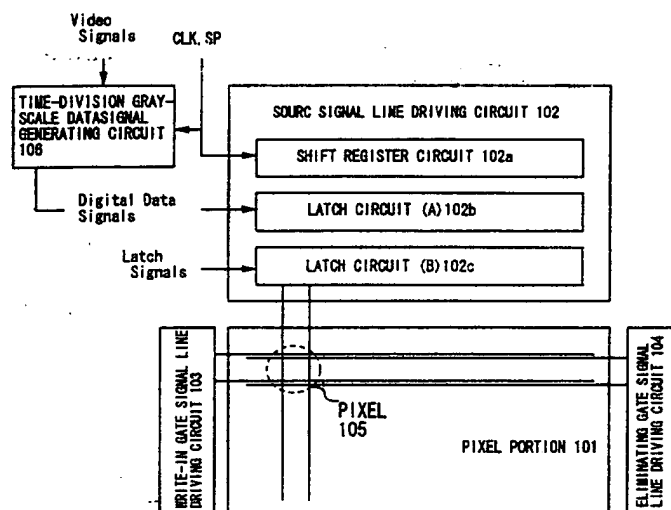 Video
Signals
CLK, SP
TIME-DIVISION GRAY-
SCALE DATASIGNAL
GENERATING CIRCUIT
106
SOURC SIGNAL LINE DRIVING CIRCUIT 102
SHIFT REGISTER CIRCUIT 102a
Digital Data
Signals
LATCH CIRCUIT (A) 102b
Latch
Signals
LATCH CIRCUIT (B) 102c
WRITE-IN GATE SIGNAL LINE
DRIVING CIRCUIT 103
PIXEL
105
PIXEL PORTION 101
ELIMINATING GATE SIGNAL
LINE DRIVING CIRCUIT 104